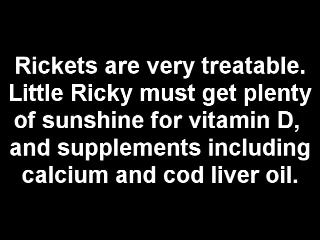 Rickets are very treatable.
Little Ricky must get plenty
of sunshine for vitamin D,
and supplements including
calcium and cod liver oil.